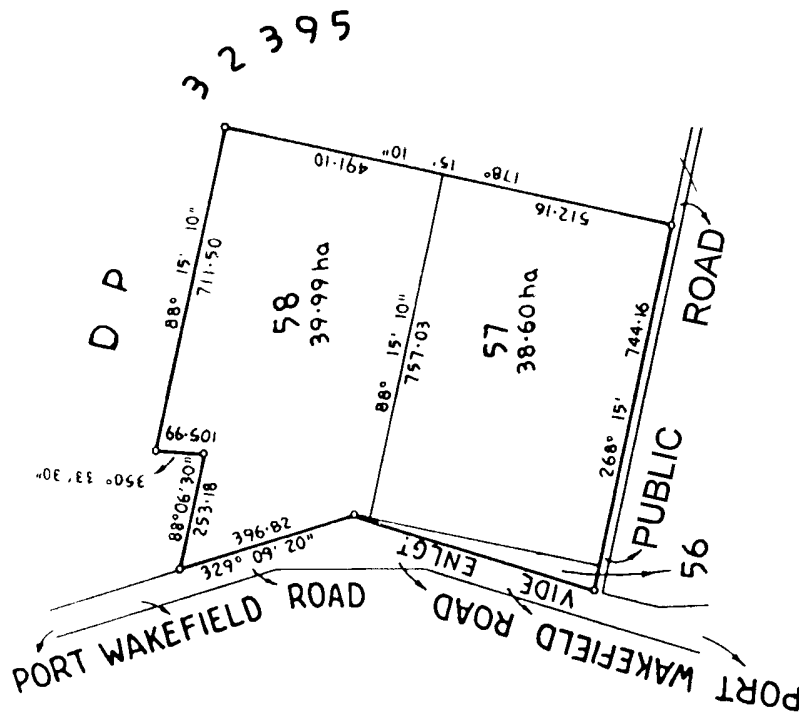 32395
D P
491·10
178° 15' 10"
512·16
88° 15' 10"
711·50
58
39·99 ha
57
38·60 ha
88° 15' 10"
757·03
744·16
268° 15'
ROAD
PUBLIC
105·99
350° 33' 30"
88°06'30"
253·18
396·82
329° 09' 20"
VIDE ENLGT.
56
PORT WAKEFIELD ROAD
PORT WAKEFIELD ROAD